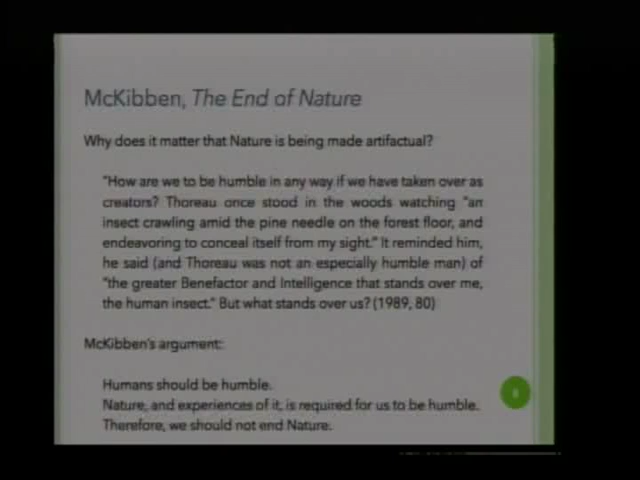 McKibben, The End of Nature
Why does it matter that Nature is being made artifactual?
"How are we to be humble in any way if we have taken over as
creators? Thoreau once stood in the woods watching "an
insect crawling amid the pine needle on the forest floor, and
endeavoring to conceal itself from my sight." It reminded him,
he said (and Thoreau was not an especially humble man) of
"the greater Benefactor and Intelligence that stands over me,
the human insect." But what stands over us? (1989, 80)
McKibben's argument:
Humans should be humble.
Nature, and experiences of it, is required for us to be humble.
Therefore, we should not end Nature.